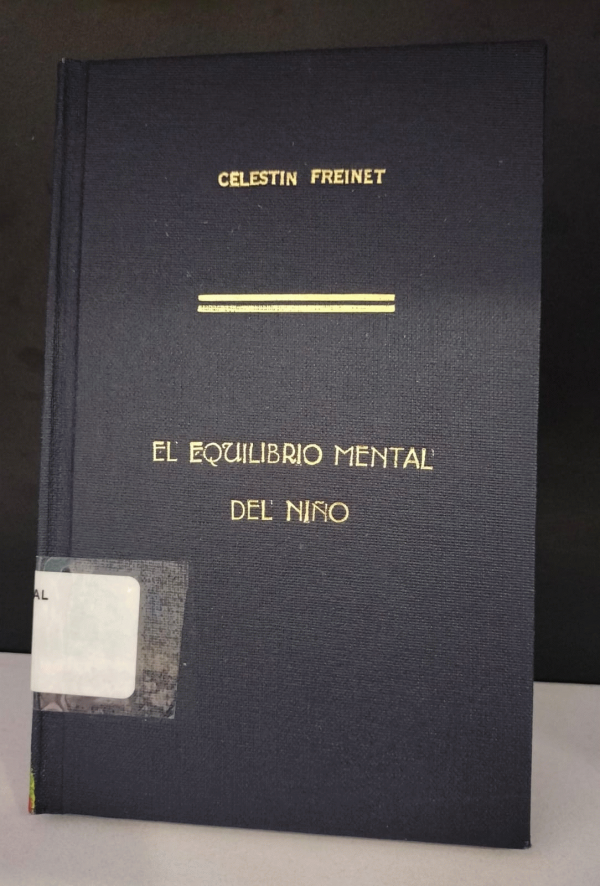 CELESTIN FREINET
EL EQUILIBRIO MENTAL
DEL NIÑO
AL